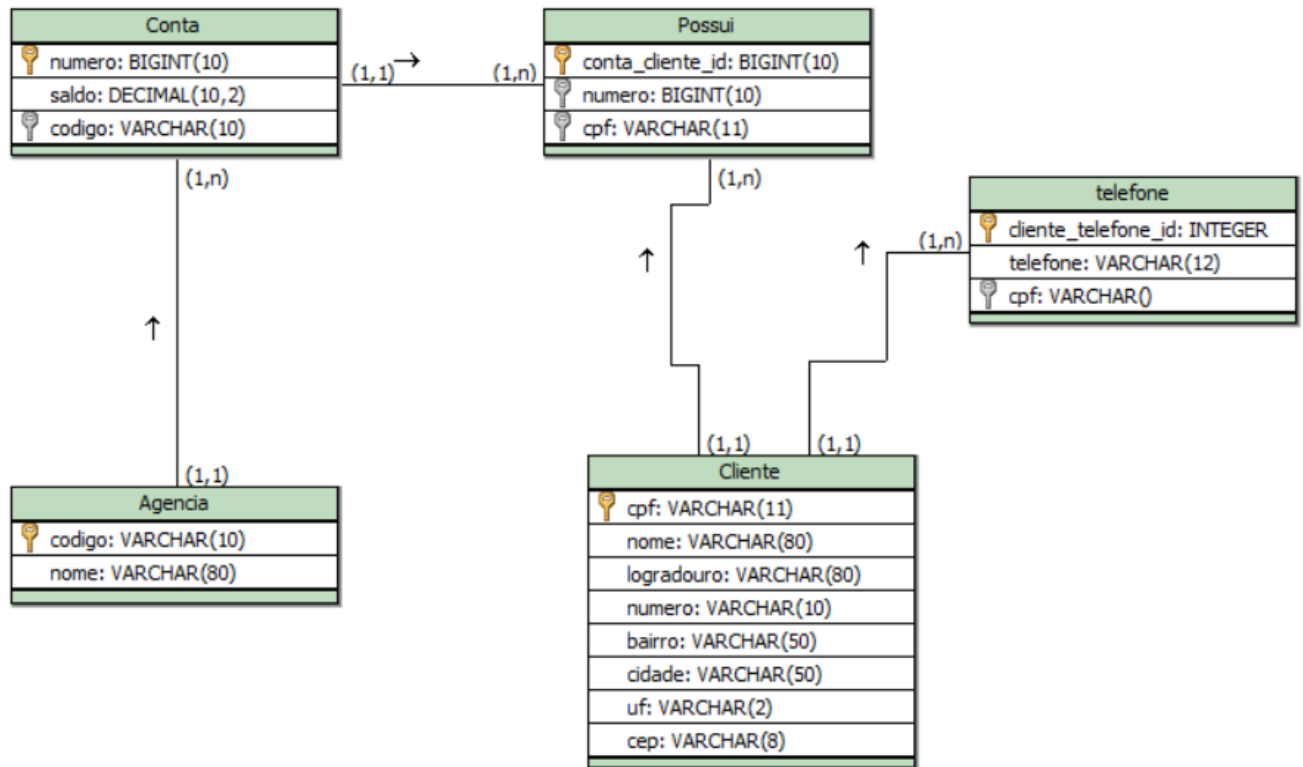 Conta
numero: BIGINT(10)
saldo: DECIMAL(10,2)
codigo: VARCHAR(10)
(1,1)
(1,n)
Possui
conta_cliente_id: BIGINT(10)
numero: BIGINT(10)
cpf: VARCHAR(11)
(1,n)
(1,n)
telefone
cliente_telefone_id: INTEGER
telefone: VARCHAR(12)
cpf: VARCHAR()
(1,n)
(1,1)
Agencia
codigo: VARCHAR(10)
nome: VARCHAR(80)
(1,1)
(1,1)
Cliente
cpf: VARCHAR(11)
nome: VARCHAR(80)
logradouro: VARCHAR(80)
numero: VARCHAR(10)
bairro: VARCHAR(50)
cidade: VARCHAR(50)
uf: VARCHAR(2)
cep: VARCHAR(8)